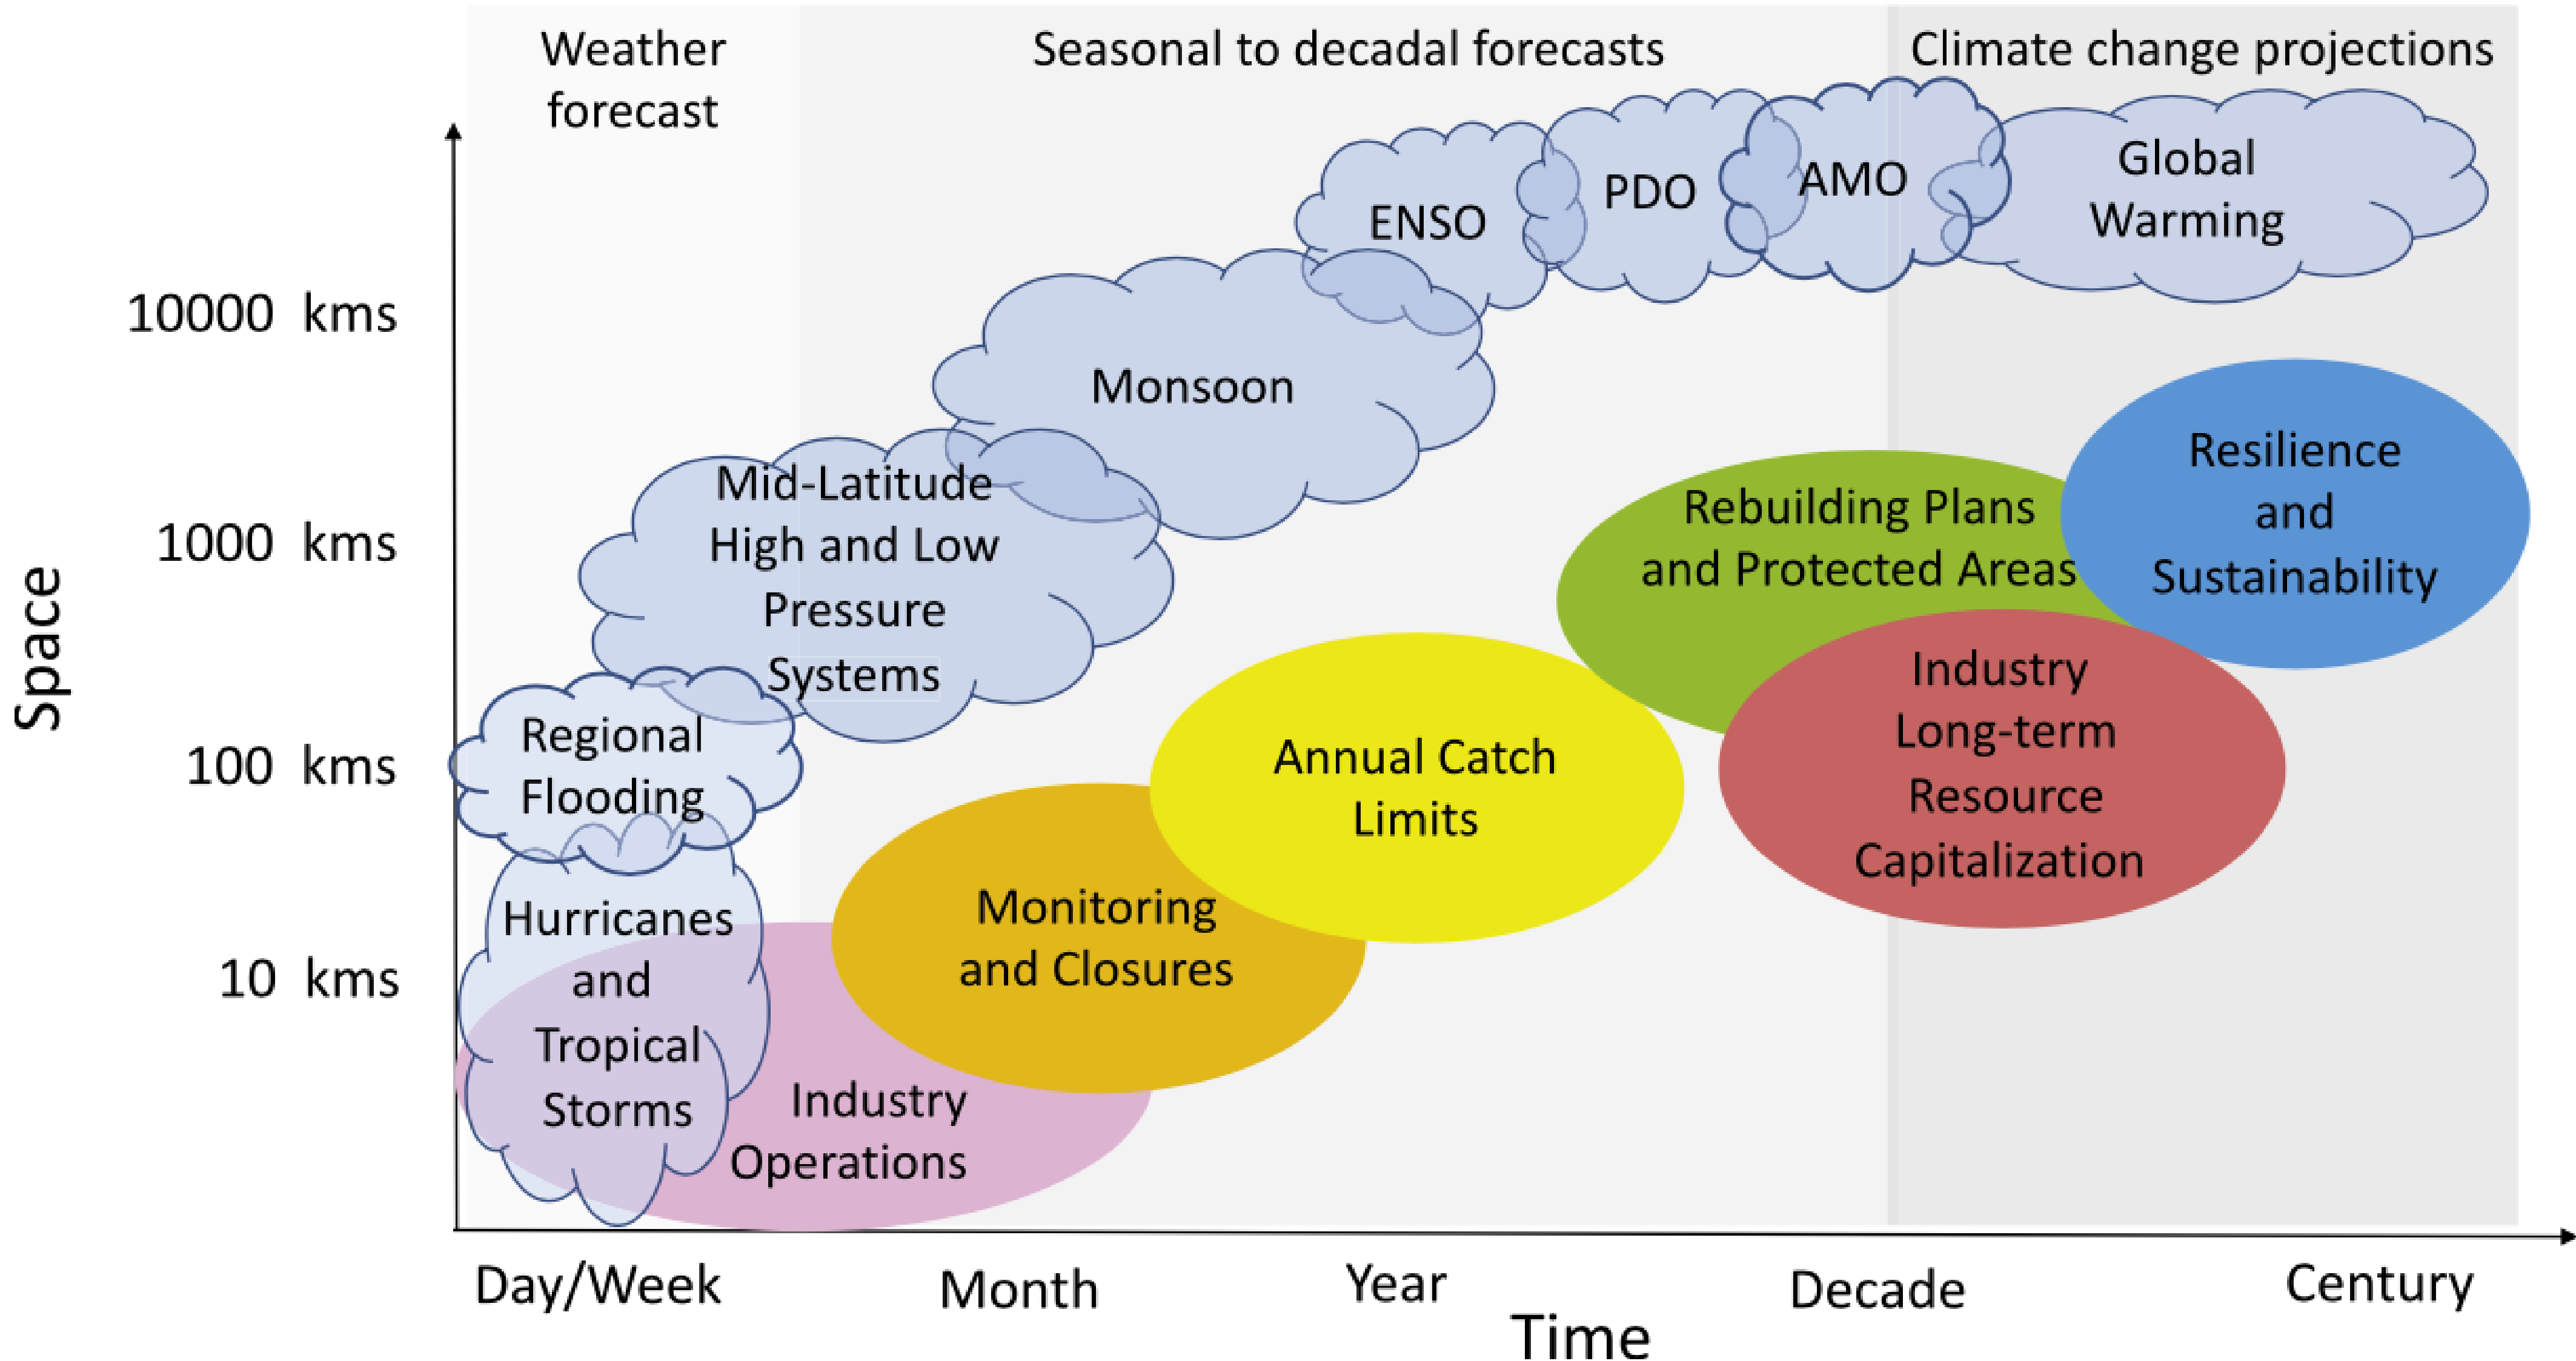 Weather
forecast
Seasonal to decadal forecasts
Climate change projections
Global
Warming
AMO
PDO
ENSO
10000 kms
Monsoon
Mid-Latitude
High and Low
Pressure
Systems
1000 kms
Resilience
and
Sustainability
Rebuilding Plans
and Protected Areas
Space
Industry
Long-term
Resource
Capitalization
Regional
Flooding
100 kms
Annual Catch
Limits
Hurricanes
and
Tropical
Storms
Monitoring
and Closures
10 kms
Industry
Operations
Day/Week
Month
Year
Decade
Century
Time